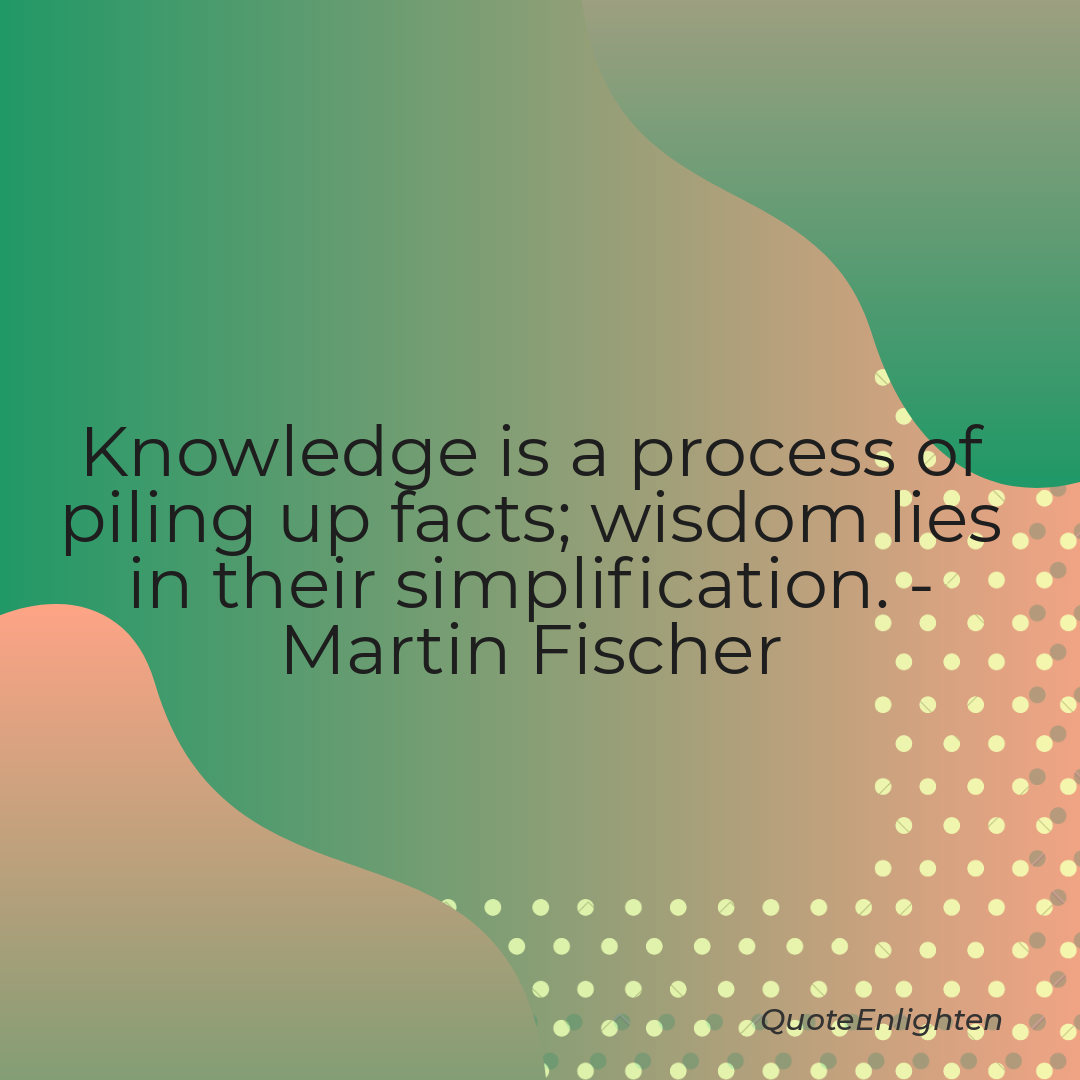 Knowledge is a process of
piling up facts; wisdom lies
in their simplification. -
Martin Fischer
QuoteEnlighten